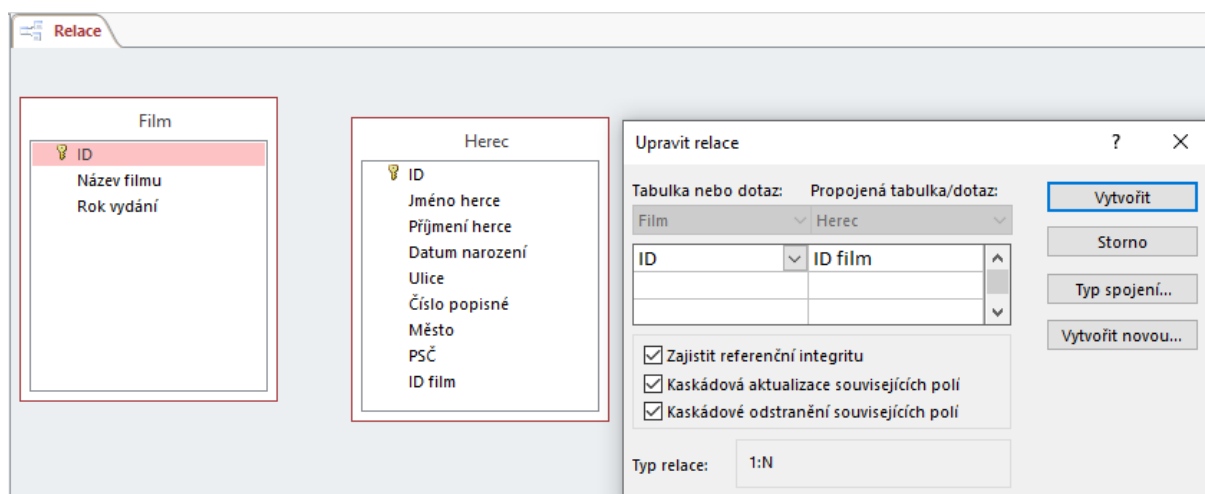 Relace
Film
ID
Název filmu
Rok vydání
Herec
ID
Jméno herce
Příjmení herce
Datum narození
Ulice
Číslo popisné
Město
PSČ
ID film
Upravit relace ?
Tabulka nebo dotaz: Propojená tabulka/dotaz:
Film Herec
ID ID film
Zajistit referenční integritu
Kaskádová aktualizace souvisejících polí
Kaskádové odstranění souvisejících polí
Typ relace: 1:N
Vytvořit
Storno
Typ spojení...
Vytvořit novou...